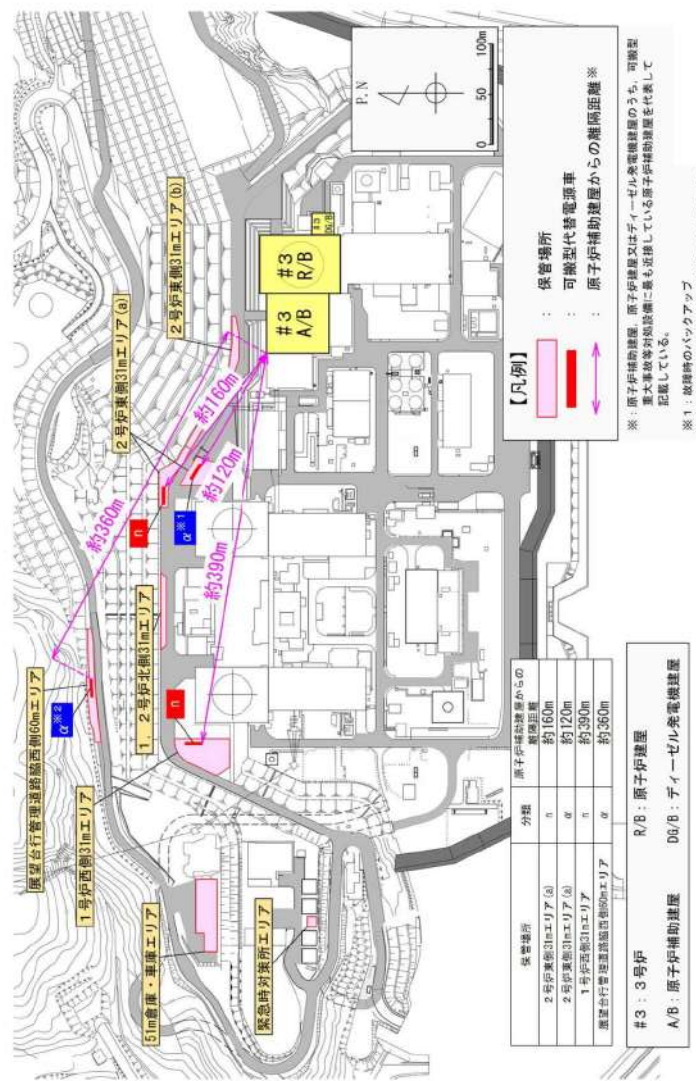 展望台行管理道路脇西側60mエリア
α※2
1号炉西側31mエリア
51m倉庫・車庫エリア
緊急時対策所エリア
1，2号炉北側31mエリア
n
n
α※1
2号炉東側31mエリア(a)
2号炉東側31mエリア(b)
約360m
約160m
約120m
約390m
#3
A/B
#3
R/B
DG/B
P.N
0 50 100m
【凡例】
： 保管場所
： 可搬型代替電源車
： 原子炉補助建屋からの離隔距離※
※：原子炉補助建屋，原子炉建屋又はディーゼル発電機建屋のうち，可搬型
重大事故等対処設備に最も近接している原子炉補助建屋を代表して
記載している。
※1：故障時のバックアップ
保管場所 分類 原子炉補助建屋からの
離隔距離
2号炉東側31mエリア(a) n 約160m
2号炉東側31mエリア(a) α 約120m
1号炉西側31mエリア n 約390m
展望台行管理道路脇西側60mエリア α 約360m
#3：3号炉 R/B：原子炉建屋
A/B：原子炉補助建屋 DG/B：ディーゼル発電機建屋